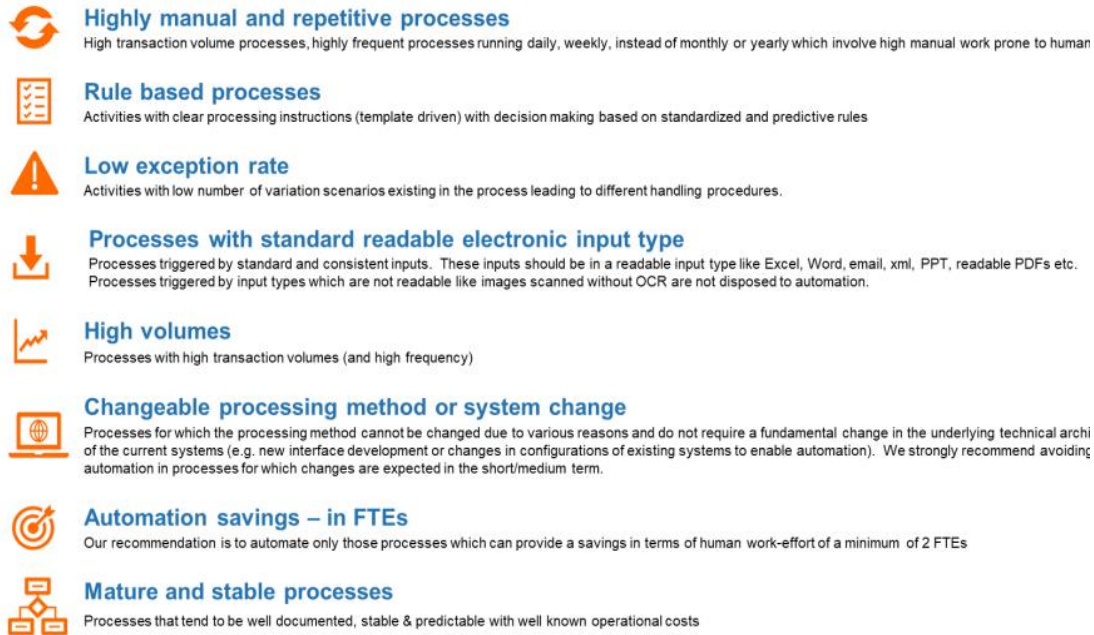 Highly manual and repetitive processes
High transaction volume processes, highly frequent processes running daily, weekly, instead of monthly or yearly which involve high manual work prone to human
Rule based processes
Activities with clear processing instructions (template driven) with decision making based on standardized and predictive rules
Low exception rate
Activities with low number of variation scenarios existing in the process leading to different handling procedures.
Processes with standard readable electronic input type
Processes triggered by standard and consistent inputs. These inputs should be in a readable input type like Excel, Word, email, xml, PPT, readable PDFs etc.
Processes triggered by input types which are not readable like images scanned without OCR are not disposed to automation.
High volumes
Processes with high transaction volumes (and high frequency)
Changeable processing method or system change
Processes for which the processing method cannot be changed due to various reasons and do not require a fundamental change in the underlying technical archi
of the current systems (e.g. new interface development or changes in configurations of existing systems to enable automation). We strongly recommend avoiding
automation in processes for which changes are expected in the short/medium term.
Automation savings – in FTEs
Our recommendation is to automate only those processes which can provide a savings in terms of human work-effort of a minimum of 2 FTEs
Mature and stable processes
Processes that tend to be well documented, stable & predictable with well known operational costs